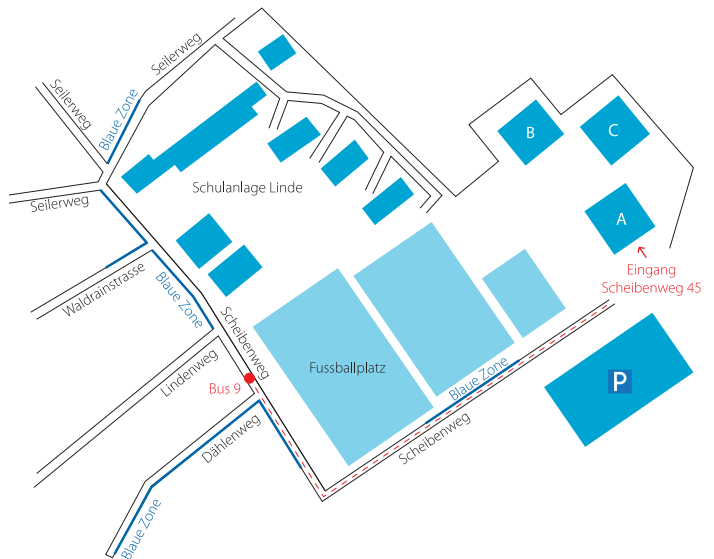 Seilerweg
Seilerweg
Blaue Zone
B
C
Schulanlage Linde
Seilerweg
A
Eingang
Scheibenweg 45
Waldrainstrasse
Blaue Zone
Scheibenweg
Lindenweg
Fussballplatz
Blaue Zone
P
Bus 9
Dählenweg
Scheibenweg
Blaue Zone